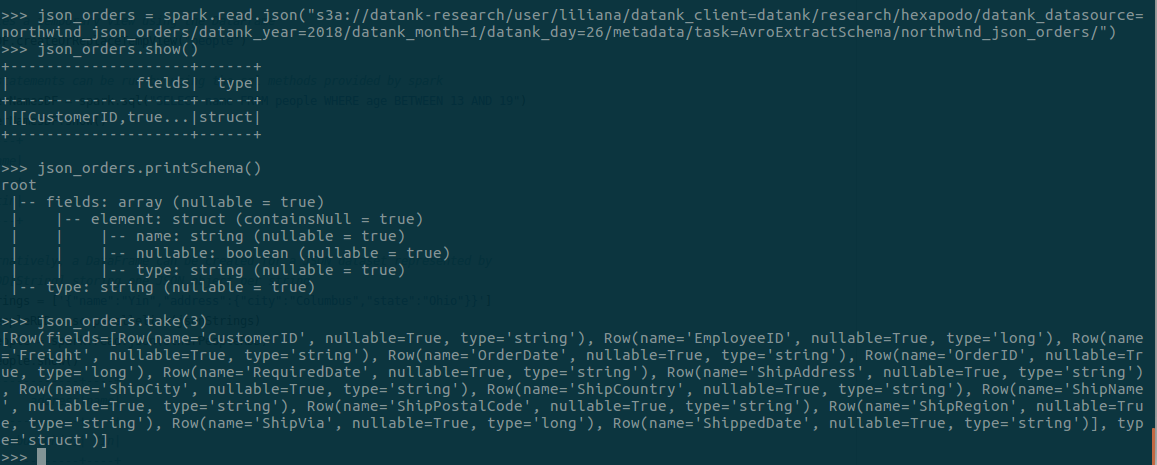 >>> json_orders = spark.read.json("s3a://datank-research/user/liliana/datank_client=datank/research/hexapodo/datank_datasource=
northwind_json_orders/datank_year=2018/datank_month=1/datank_day=26/metadata/task=AvroExtractSchema/northwind_json_orders/")
>>> json_orders.show()
+--------------------+------+
|              fields|  type|
+--------------------+------+
|[[CustomerID,true...|struct|
+--------------------+------+
>>> json_orders.printSchema()
root
 |-- fields: array (nullable = true)
 |    |-- element: struct (containsNull = true)
 |    |    |-- name: string (nullable = true)
 |    |    |-- nullable: boolean (nullable = true)
 |    |    |-- type: string (nullable = true)
 |-- type: string (nullable = true)
>>> json_orders.take(3)
[Row(fields=[Row(name='CustomerID', nullable=True, type='string'), Row(name='EmployeeID', nullable=True, type='long'), Row(name
='Freight', nullable=True, type='string'), Row(name='OrderDate', nullable=True, type='string'), Row(name='OrderID', nullable=Tr
ue, type='long'), Row(name='RequiredDate', nullable=True, type='string'), Row(name='ShipAddress', nullable=True, type='string')
, Row(name='ShipCity', nullable=True, type='string'), Row(name='ShipCountry', nullable=True, type='string'), Row(name='ShipName
', nullable=True, type='string'), Row(name='ShipPostalCode', nullable=True, type='string'), Row(name='ShipRegion', nullable=Tru
e, type='string'), Row(name='ShipVia', nullable=True, type='long'), Row(name='ShippedDate', nullable=True, type='string')], typ
e='struct')]
>>>